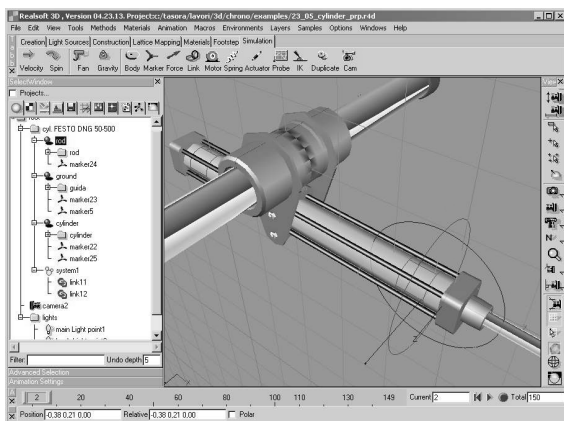 Realsoft 3D , Version 04.23.13. Project:c:/tasora/lavori/3d/chrono/examples/23_05_cylinder_prp.r4d
File Edit View Tools Methods Materials Animation Macros Environments Layers Samples Options Windows Help
Creation Light Sources Construction Lattice Mapping Materials Footstep Simulation
Velocity Spin Fan Gravity Body Marker Force Link Motor Spring Actuator Probe IK Duplicate Cam
SelectWindow
View
Projects...
cyl. FESTO DNG 50-500
rod
rod
marker24
ground
guida
marker23
marker5
cylinder
cylinder
marker22
marker25
system1
link11
link12
camera2
lights
main Light point1
Filter: Undo depth 5
Advanced Selection
Animation Settings
2 20 40 60 80 100 110 130 149 Current 2 Total 150
Position -0,38 0,21 0,00 Relative -0,38 0,21 0,00 Polar